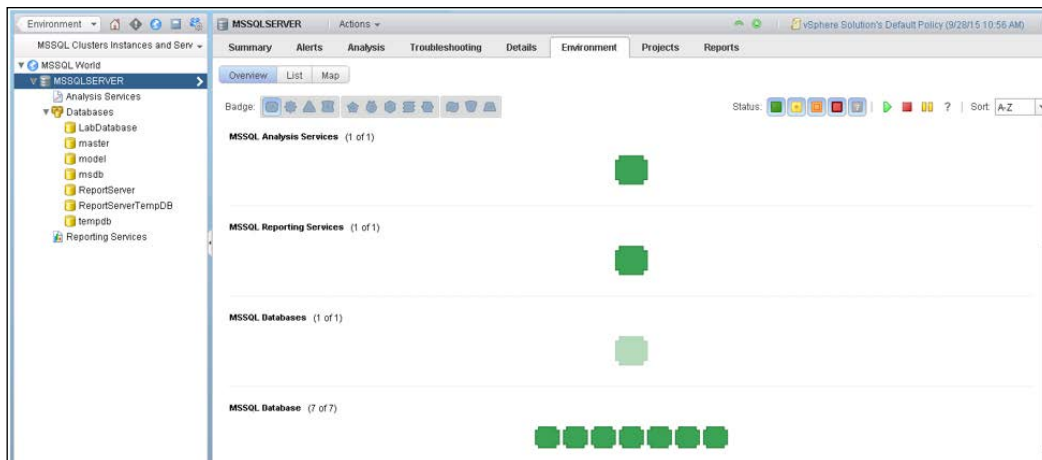 Environment
MSSQLSERVER
Actions
vSphere Solution's Default Policy (9/28/15 10:56 AM)
MSSQL Clusters Instances and Serv
Summary
Alerts
Analysis
Troubleshooting
Details
Environment
Projects
Reports
MSSQL World
MSSQLSERVER
Analysis Services
Databases
LabDatabase
master
model
msdb
ReportServer
ReportServerTempDB
tempdb
Reporting Services
Overview
List
Map
Badge:
Status:
?
Sort:
A-Z
MSSQL Analysis Services (1 of 1)
MSSQL Reporting Services (1 of 1)
MSSQL Databases (1 of 1)
MSSQL Database (7 of 7)